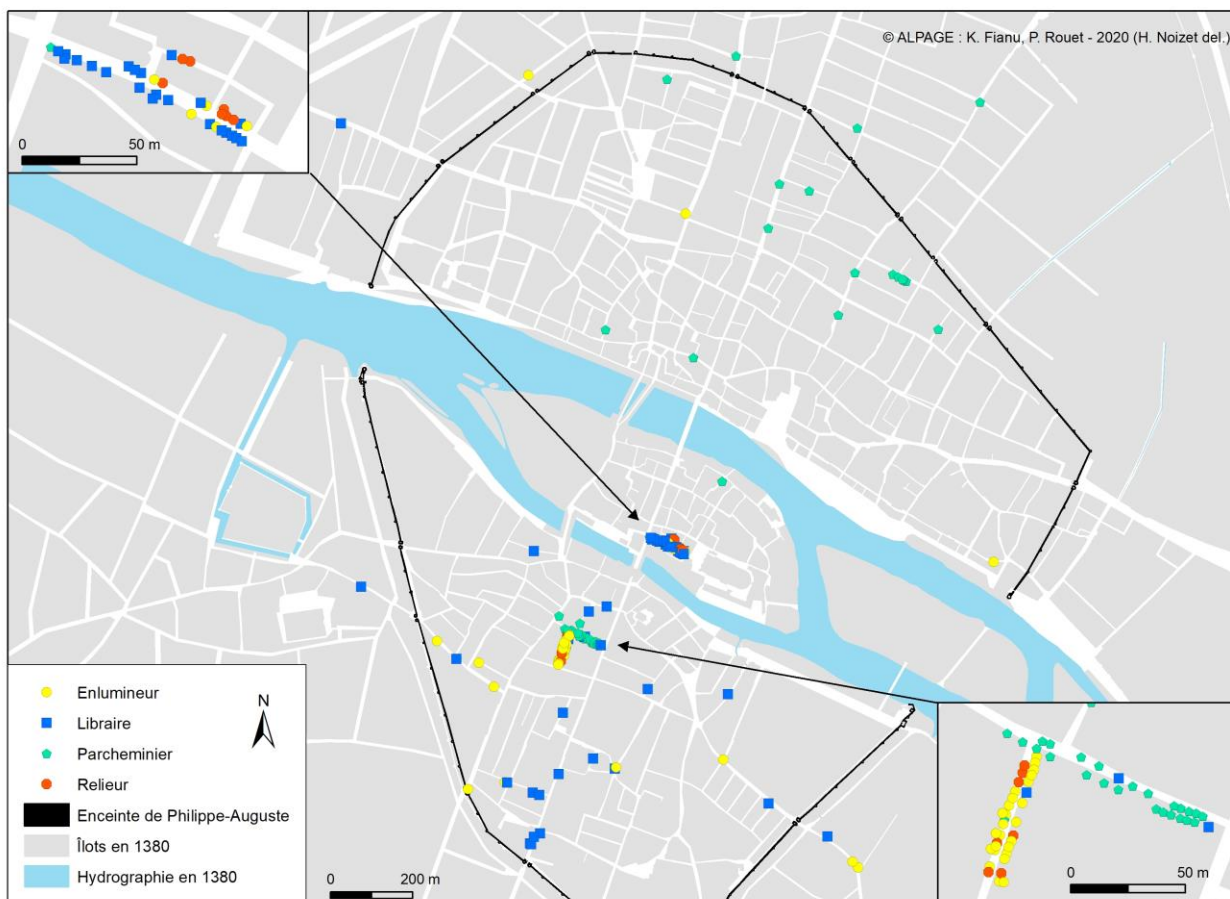 © ALPAGE : K. Fianu, P. Rouet - 2020 (H. Noizet del.)
0 50 m
Enlumineur
Libraire
Parcheminier
Relieur
Enceinte de Philippe-Auguste
Îlots en 1380
Hydrographie en 1380
N
0 200 m
0 50 m